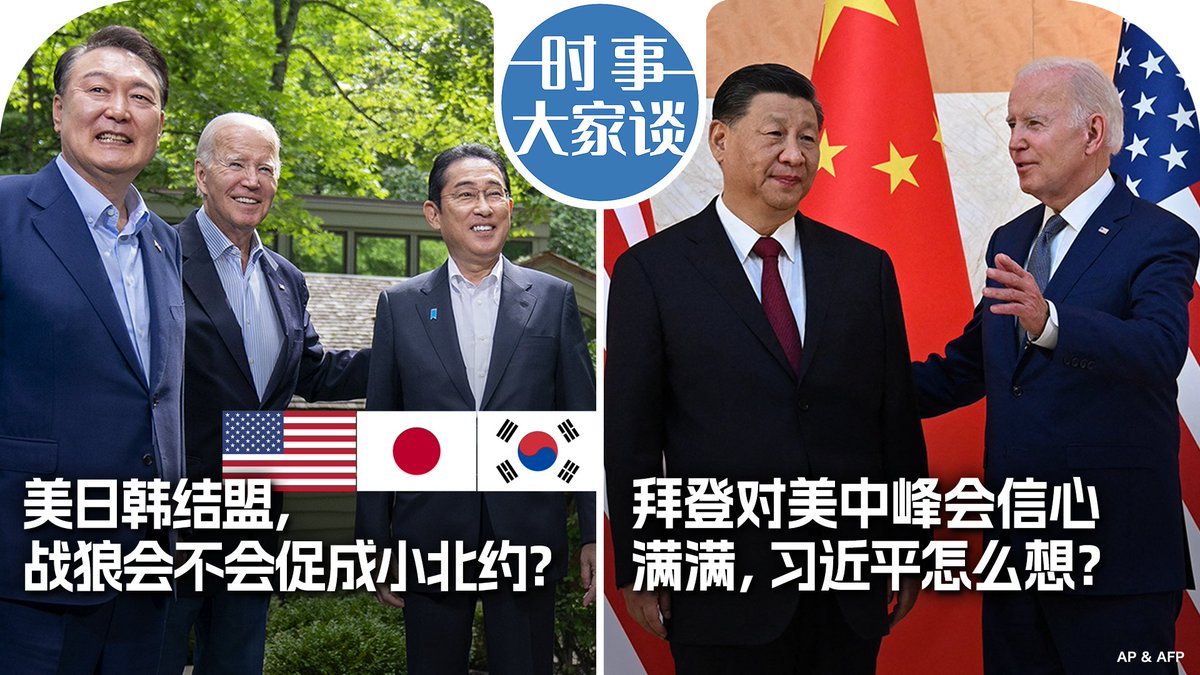 时事
大家谈
美日韩结盟,
战狼会不会促成小北约?
拜登对美中峰会信心
满满, 习近平怎么想?
AP & AFP